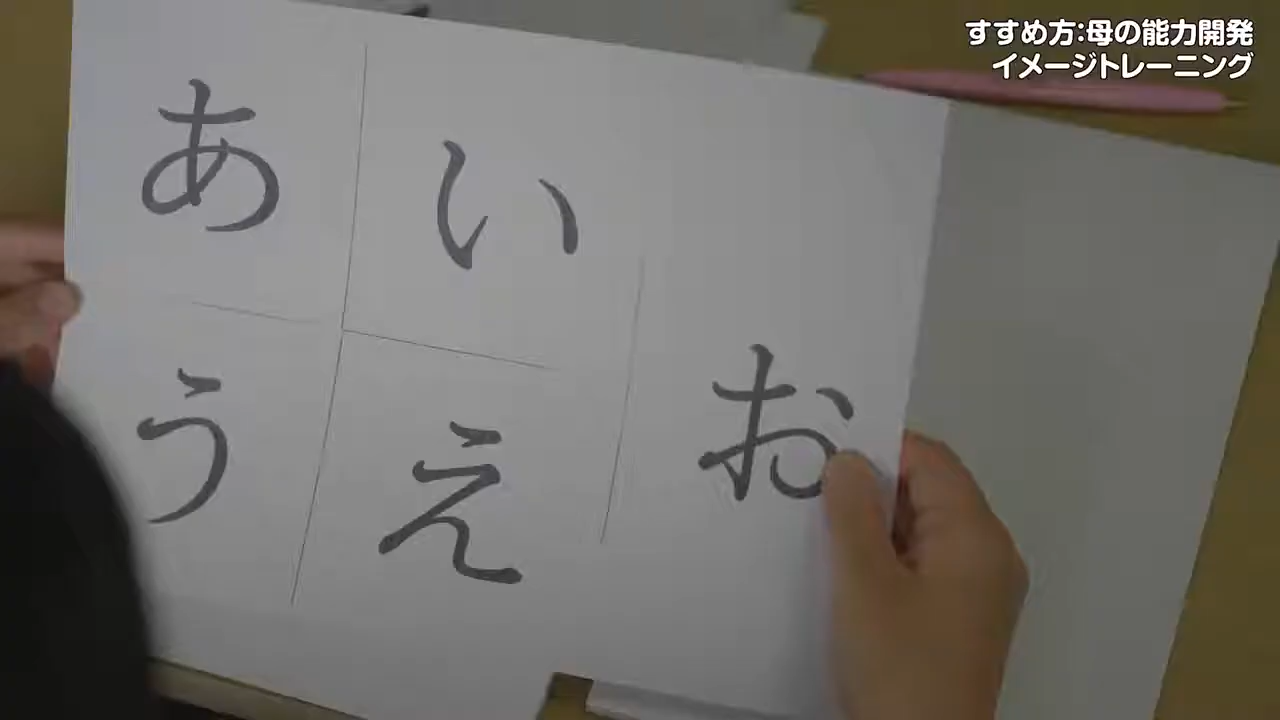 すすめ方:母の能力開発
イメージトレーニング
あ い
う え お